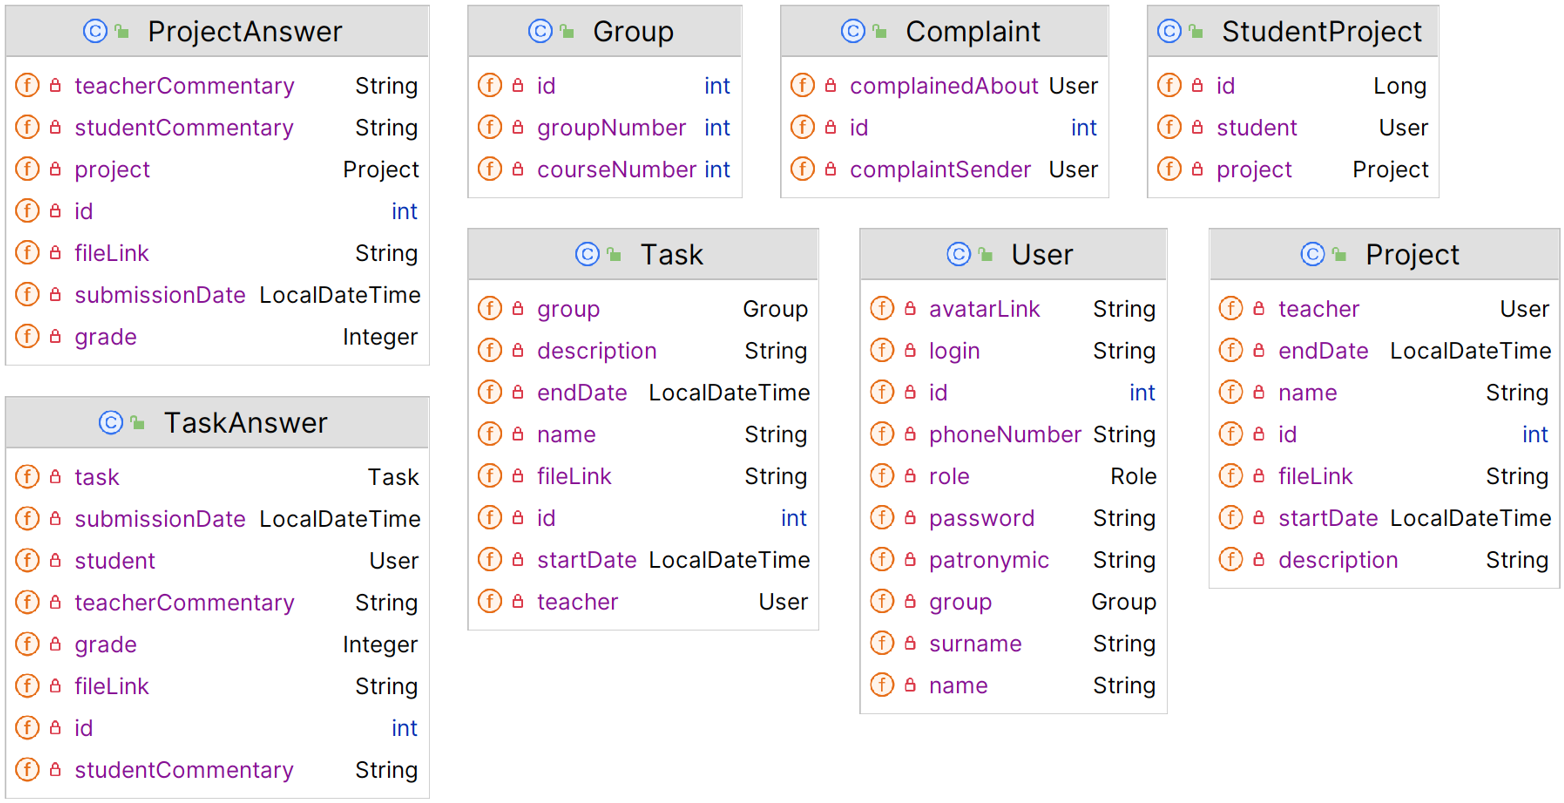 ProjectAnswer
teacherCommentary String
studentCommentary String
project Project
id int
fileLink String
submissionDate LocalDateTime
grade Integer
Group
id int
groupNumber int
courseNumber int
Complaint
complainedAbout User
id int
complaintSender User
StudentProject
id Long
student User
project Project
TaskAnswer
task Task
submissionDate LocalDateTime
student User
teacherCommentary String
grade Integer
fileLink String
id int
studentCommentary String
Task
group Group
description String
endDate LocalDateTime
name String
fileLink String
id int
startDate LocalDateTime
teacher User
User
avatarLink String
login String
id int
phoneNumber String
role Role
password String
patronymic String
group Group
surname String
name String
Project
teacher User
endDate LocalDateTime
name String
id int
fileLink String
startDate LocalDateTime
description String